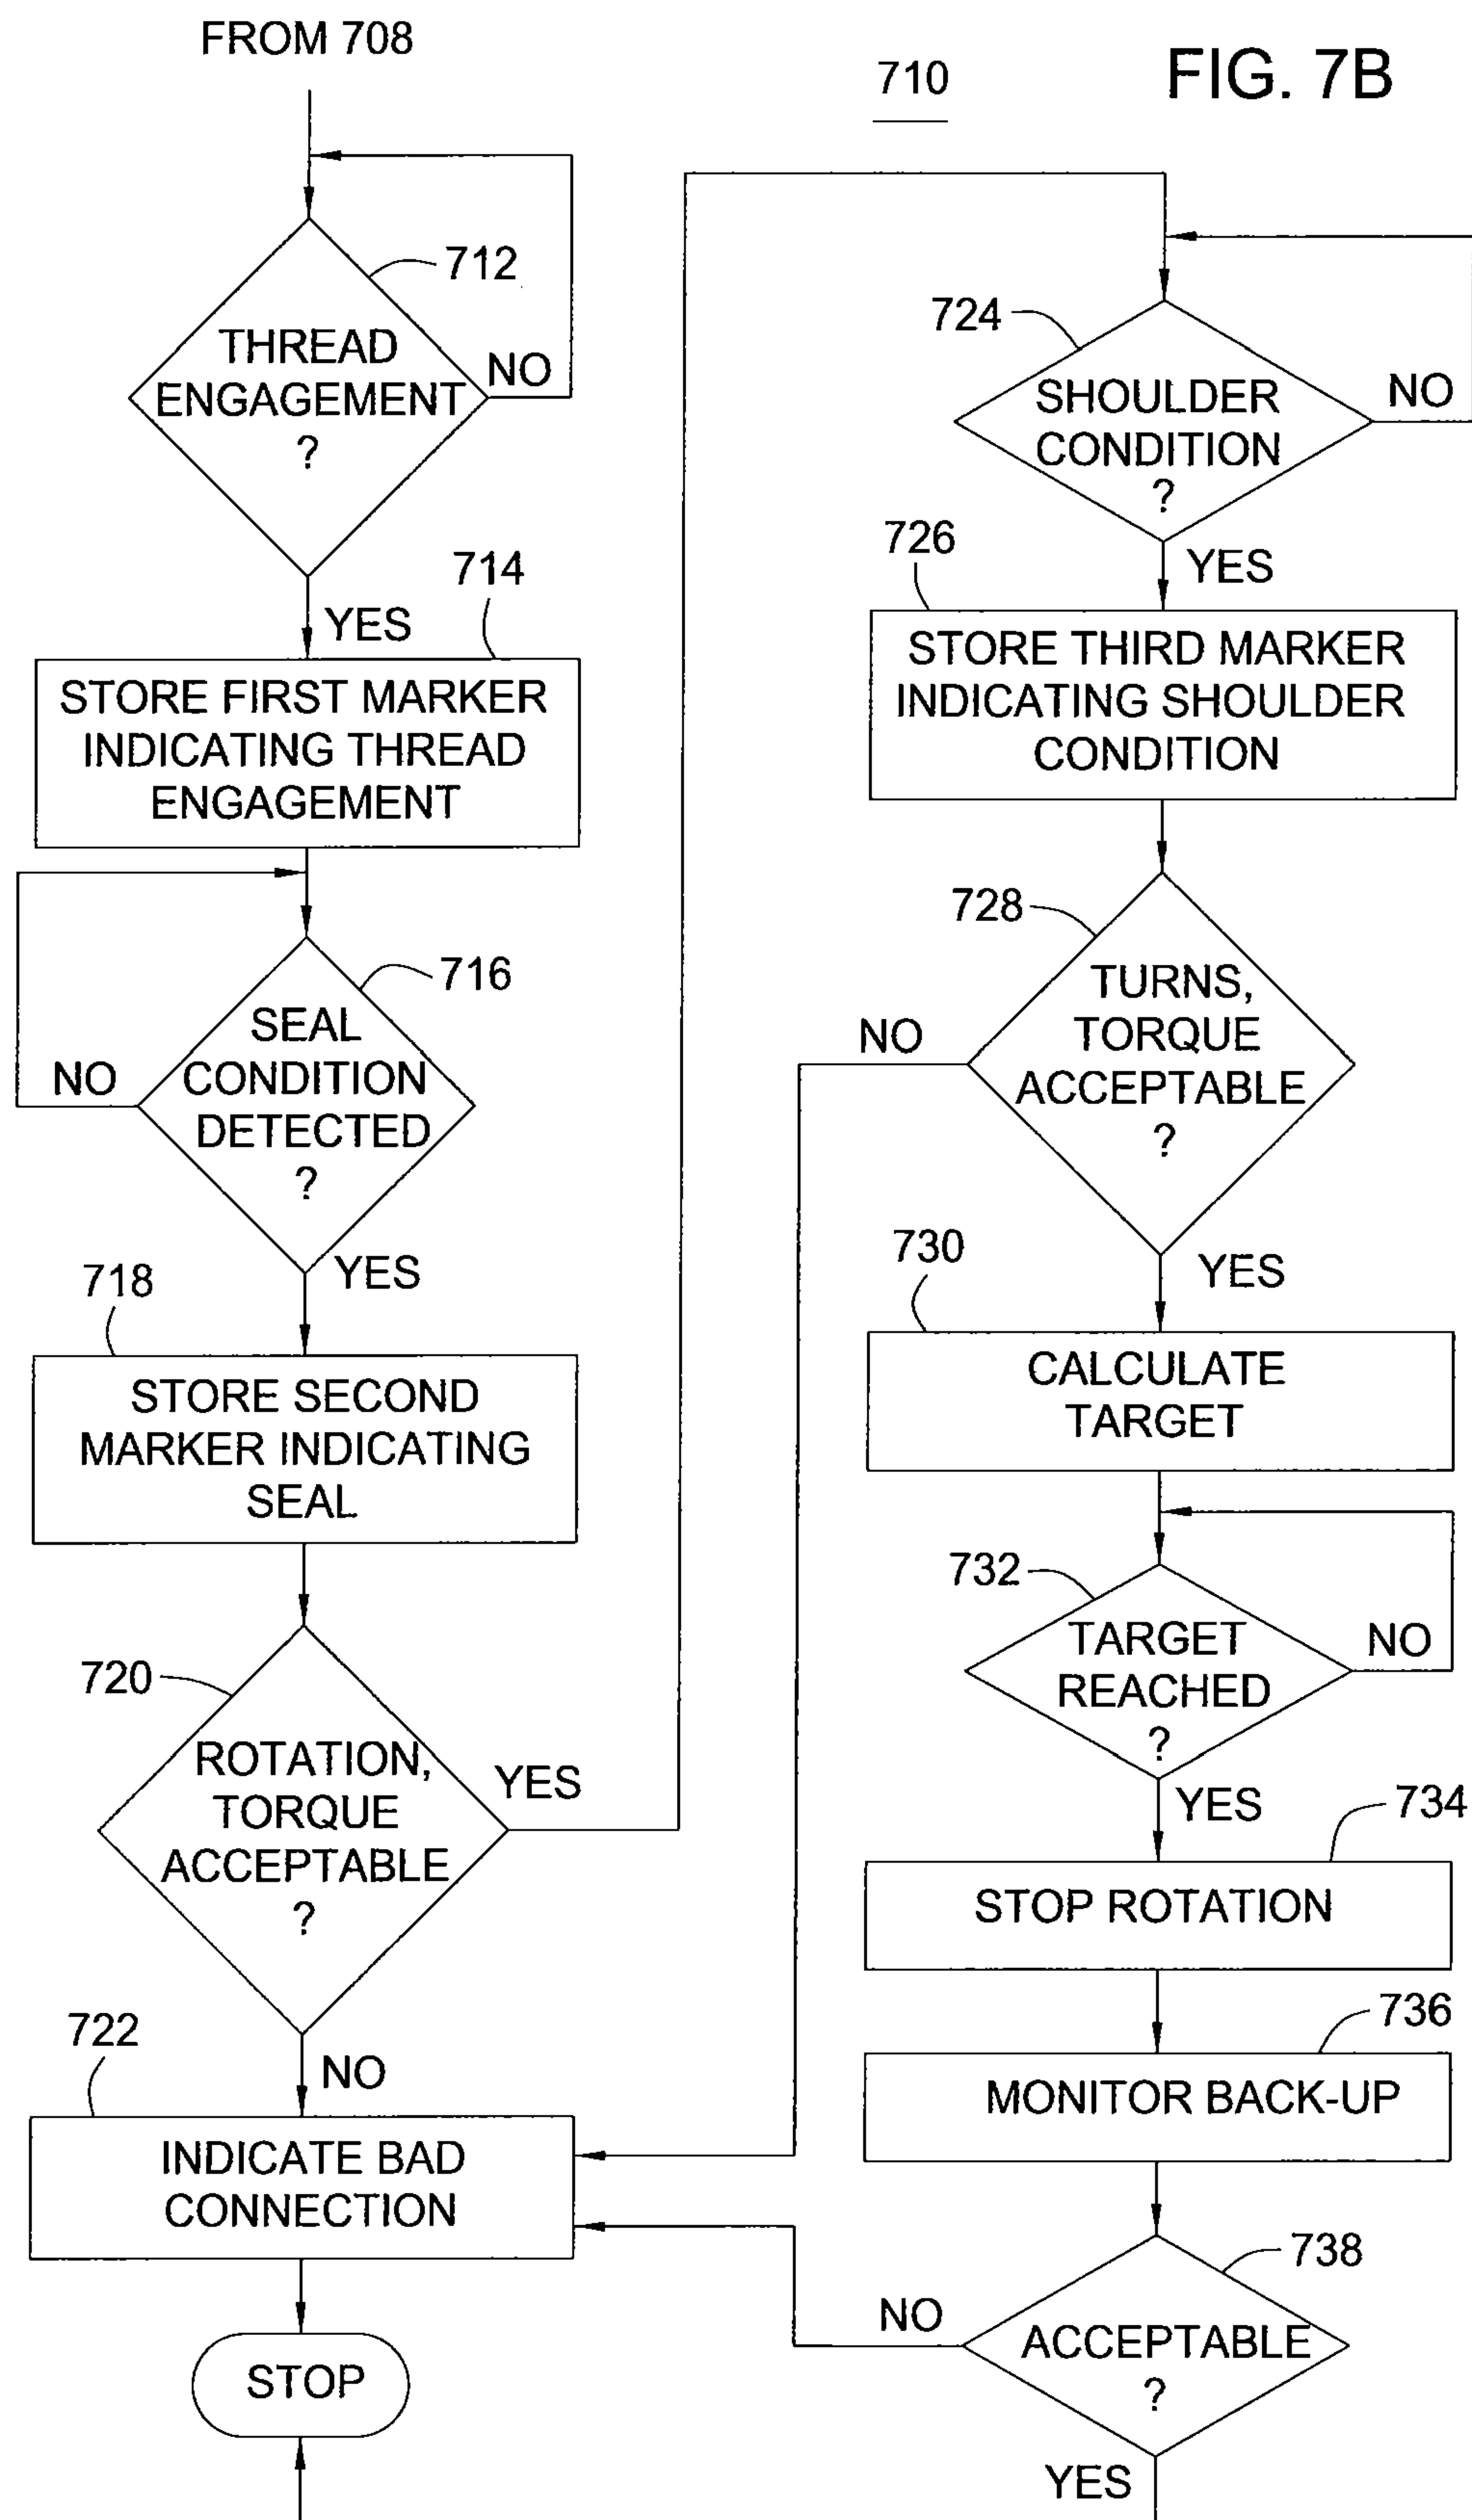 FROM 708
710
FIG. 7B
712
THREAD
ENGAGEMENT
?
NO
YES
714
STORE FIRST MARKER
INDICATING THREAD
ENGAGEMENT
716
SEAL
CONDITION
DETECTED
?
NO
YES
718
STORE SECOND
MARKER INDICATING
SEAL
720
ROTATION,
TORQUE
ACCEPTABLE
?
YES
NO
722
INDICATE BAD
CONNECTION
STOP
724
SHOULDER
CONDITION
?
NO
YES
726
STORE THIRD MARKER
INDICATING SHOULDER
CONDITION
728
TURNS,
TORQUE
ACCEPTABLE
?
NO
YES
730
CALCULATE
TARGET
732
TARGET
REACHED
?
NO
YES
734
STOP ROTATION
736
MONITOR BACK-UP
738
ACCEPTABLE
?
NO
YES